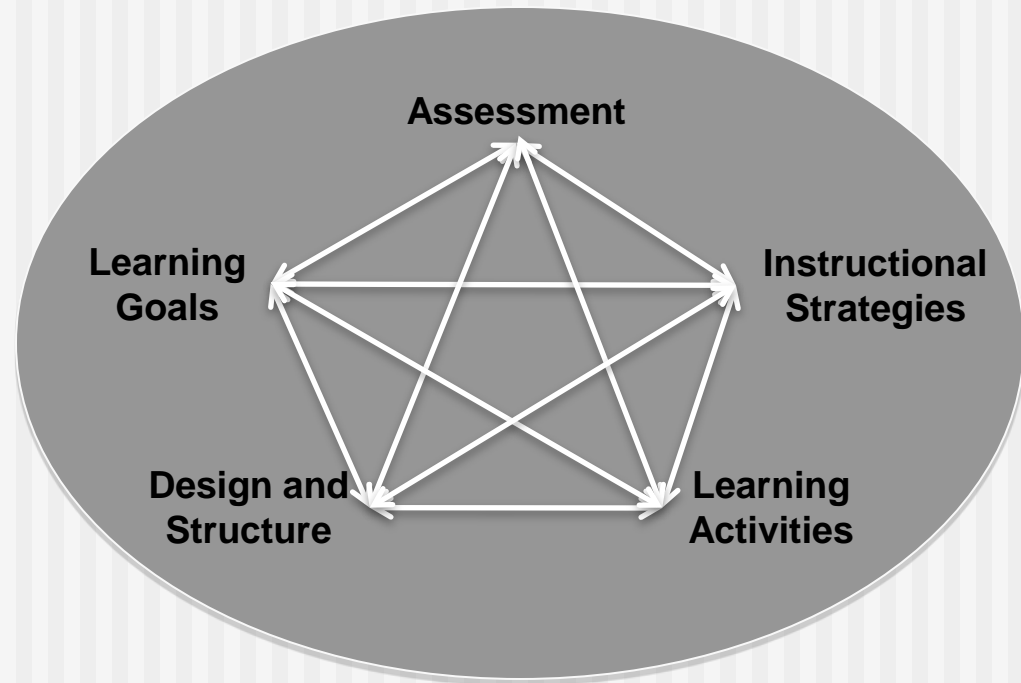 Assessment
Learning
Goals
Instructional
Strategies
Design and
Structure
Learning
Activities